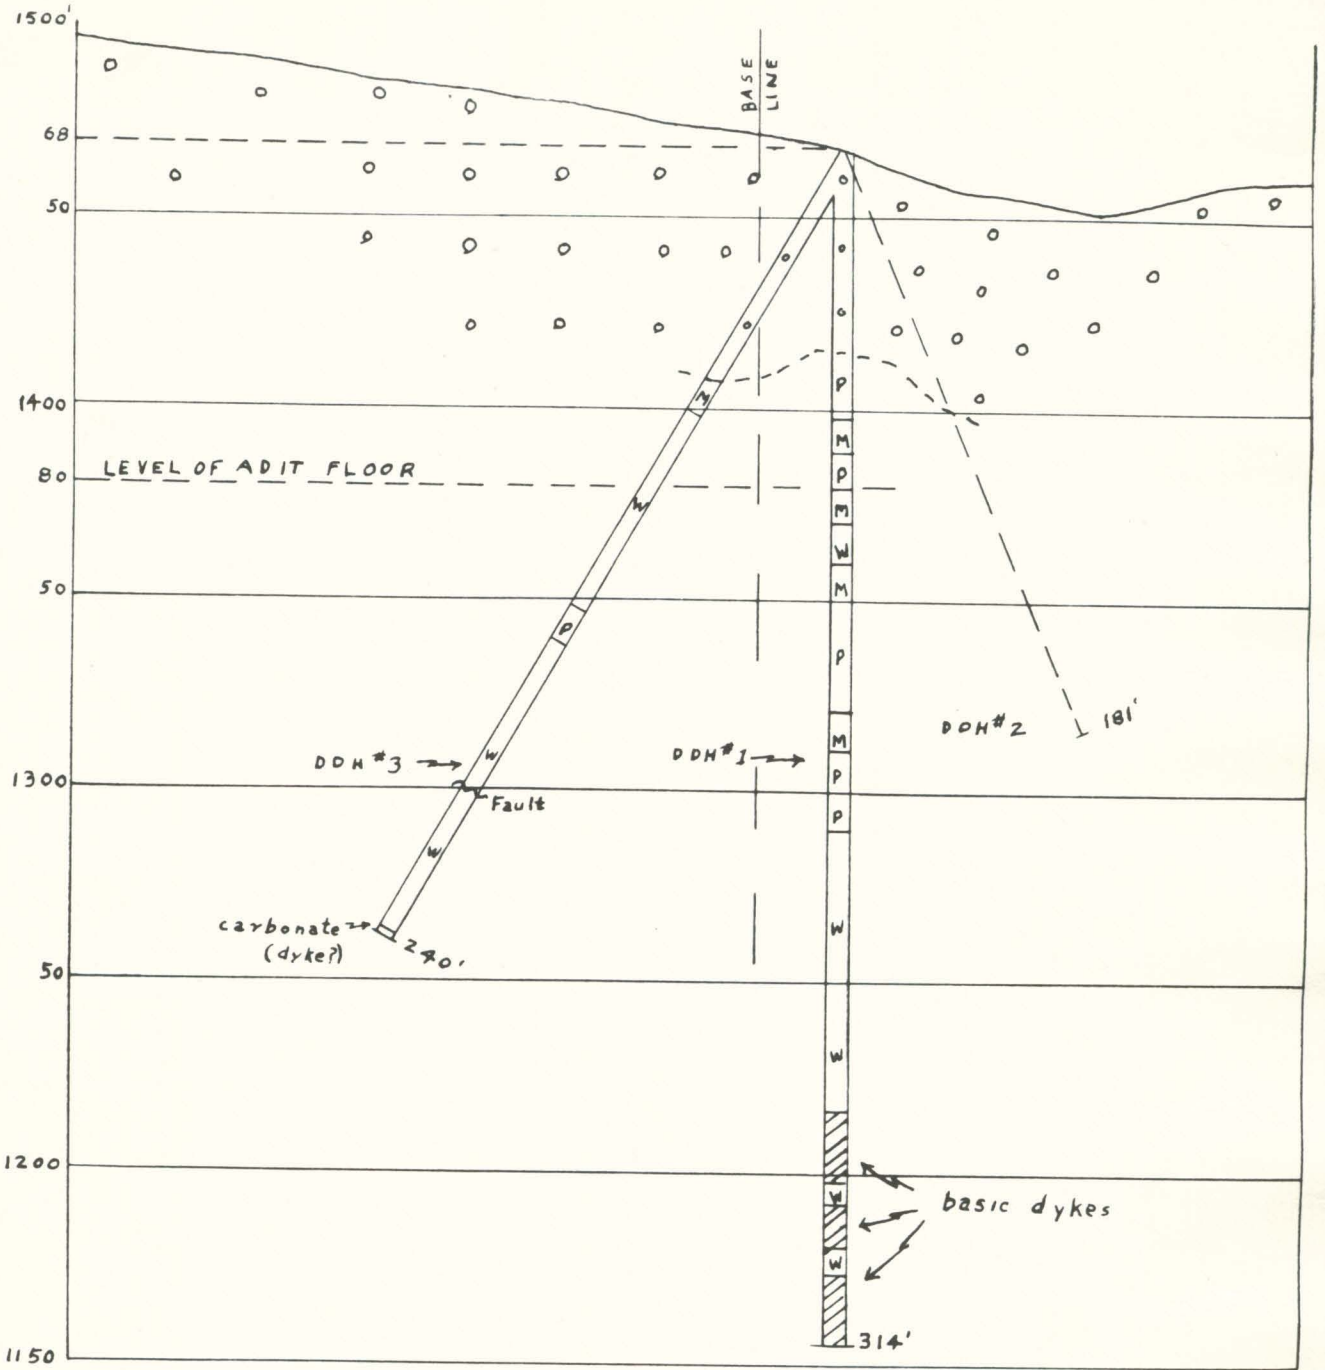 1500'
BASE
LINE
68
50
1400
LEVEL OF ADIT FLOOR
80
50
1300
50
1200
1150
M
W
P
W
W
DDH #3 →
Fault
carbonate →
(dyke?)
240'
P
M
P
M
W
M
P
M
P
P
W
W
W
W
DDH #1 →
DDH #2
181'
basic dykes
314'